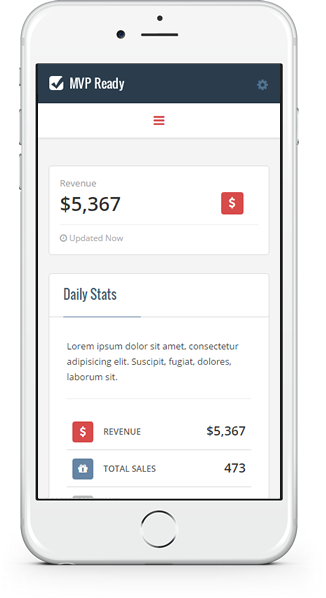 MVP Ready
Revenue
$5,367
$
Updated Now
Daily Stats
Lorem ipsum dolor sit amet, consectetur
adipisicing elit. Suscipit, fugiat, dolores,
laborum sit.
$ REVENUE $5,367
TOTAL SALES 473